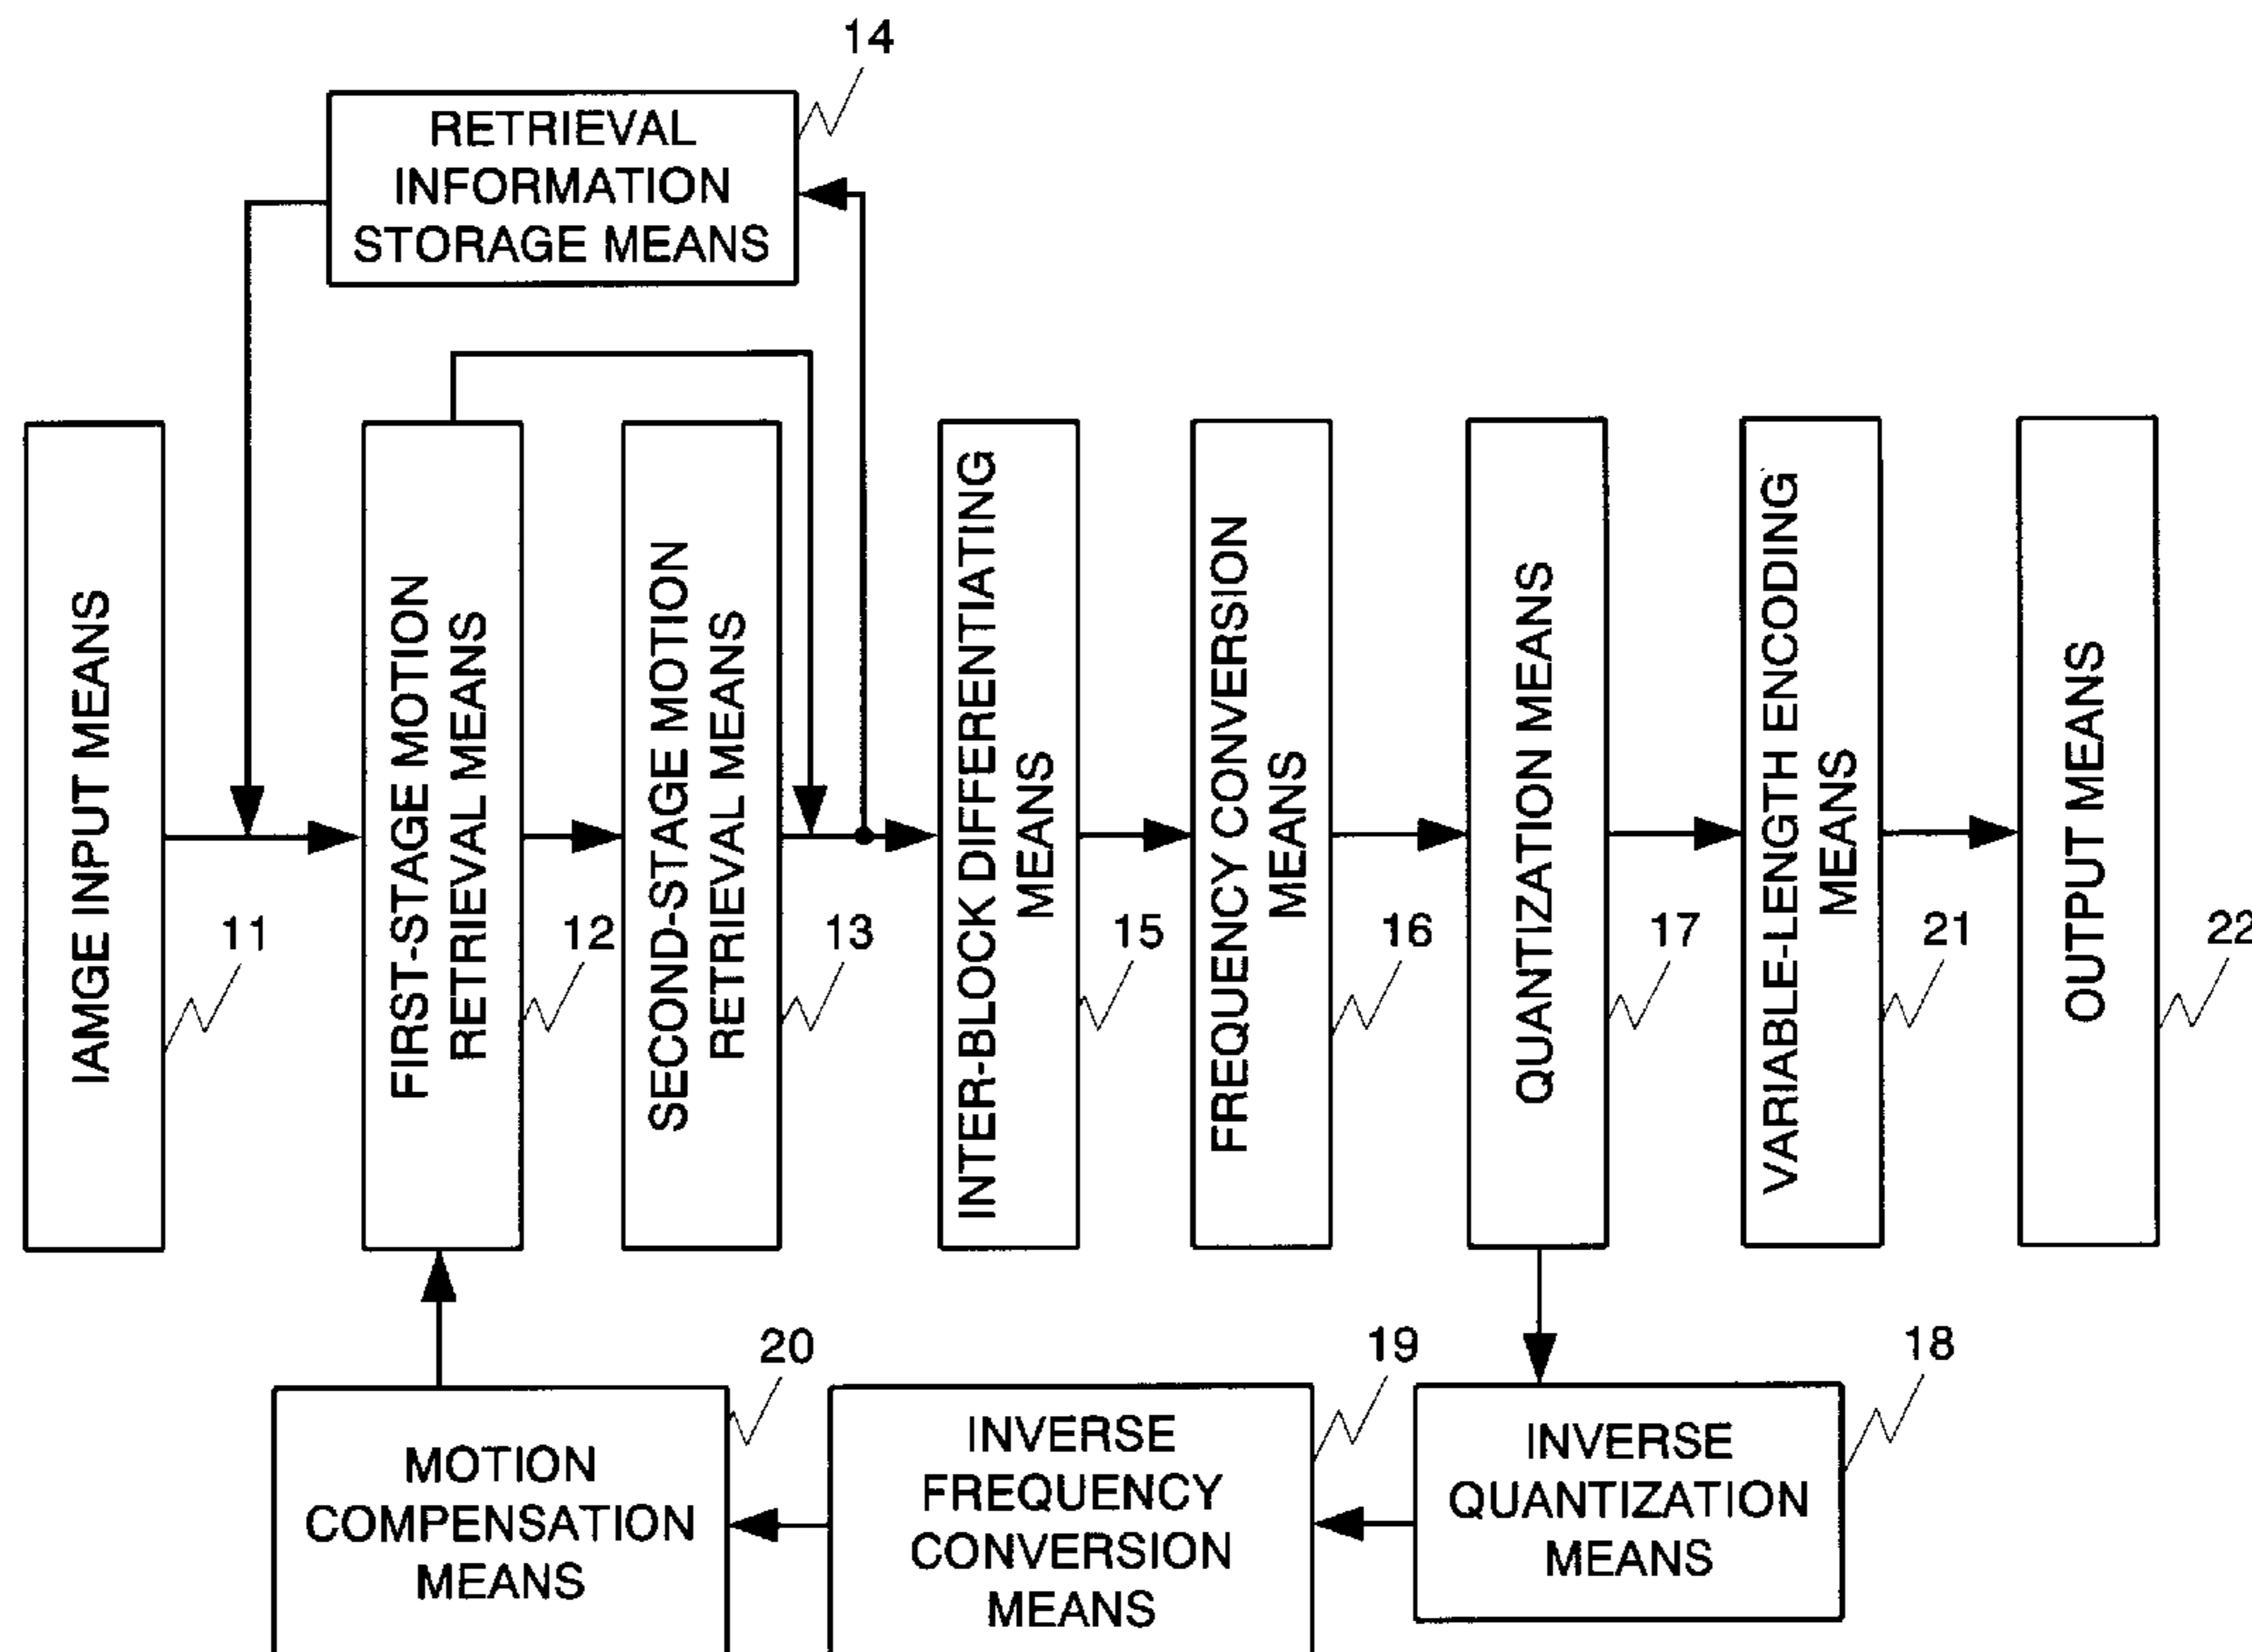 14
RETRIEVAL
INFORMATION
STORAGE MEANS
IAMGE INPUT MEANS
11
FIRST-STAGE MOTION
RETRIEVAL MEANS
12
SECOND-STAGE MOTION
RETRIEVAL MEANS
13
INTER-BLOCK DIFFERENTIATING
MEANS
15
FREQUENCY CONVERSION
MEANS
16
QUANTIZATION MEANS
17
VARIABLE-LENGTH ENCODING
MEANS
21
OUTPUT MEANS
22
20
MOTION
COMPENSATION
MEANS
19
INVERSE
FREQUENCY
CONVERSION
MEANS
18
INVERSE
QUANTIZATION
MEANS